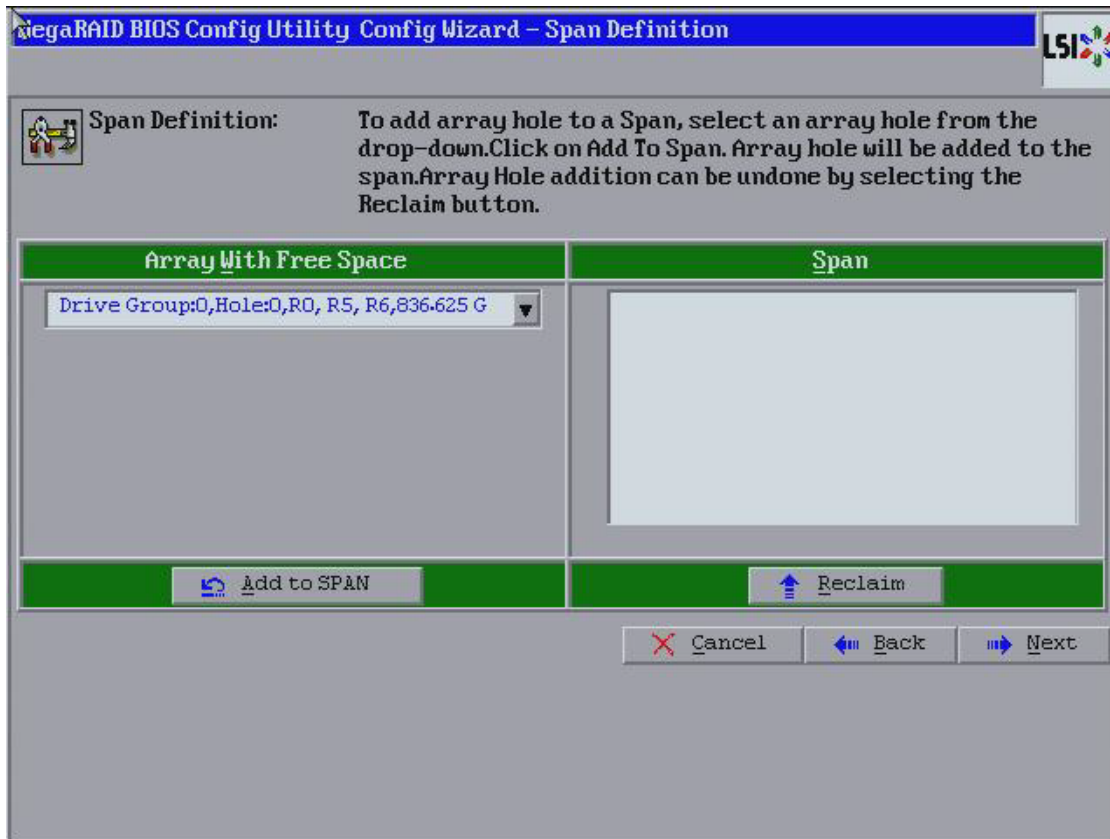 MegaRAID BIOS Config Utility Config Wizard – Span Definition
LSI
Span Definition:
To add array hole to a Span, select an array hole from the
drop-down.Click on Add To Span. Array hole will be added to the
span.Array Hole addition can be undone by selecting the
Reclaim button.
Array With Free Space
Span
Drive Group:0,Hole:0,R0, R5, R6,836.625 G
Add to SPAN
Reclaim
Cancel
Back
Next